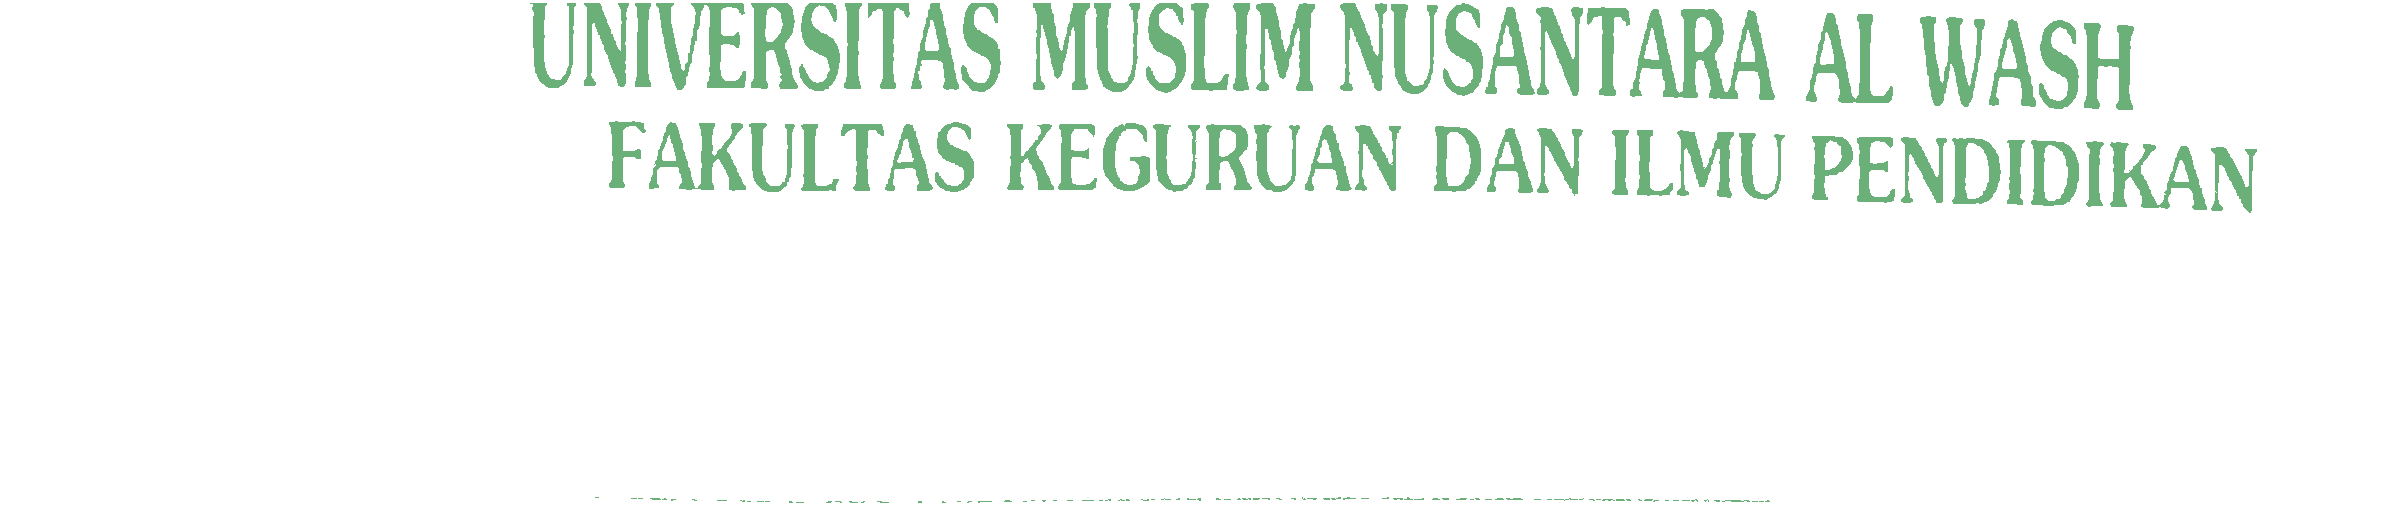 UNIVERSITAS MUSLIM NUSANTARA AL WASH
FAKULTAS KEGURUAN DAN ILMU PENDIDIKAN